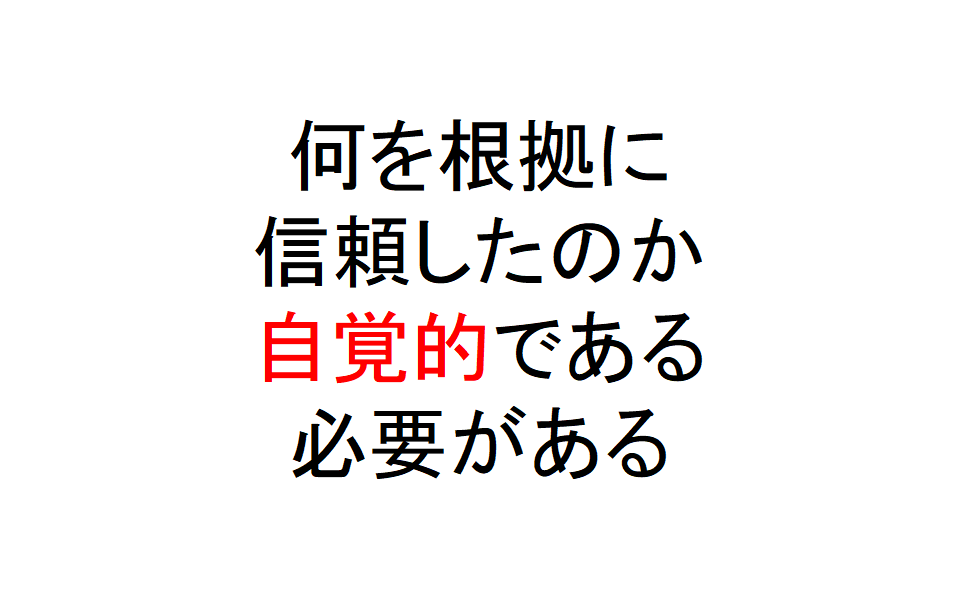 何を根拠に
信頼したのか
自覚的である
必要がある